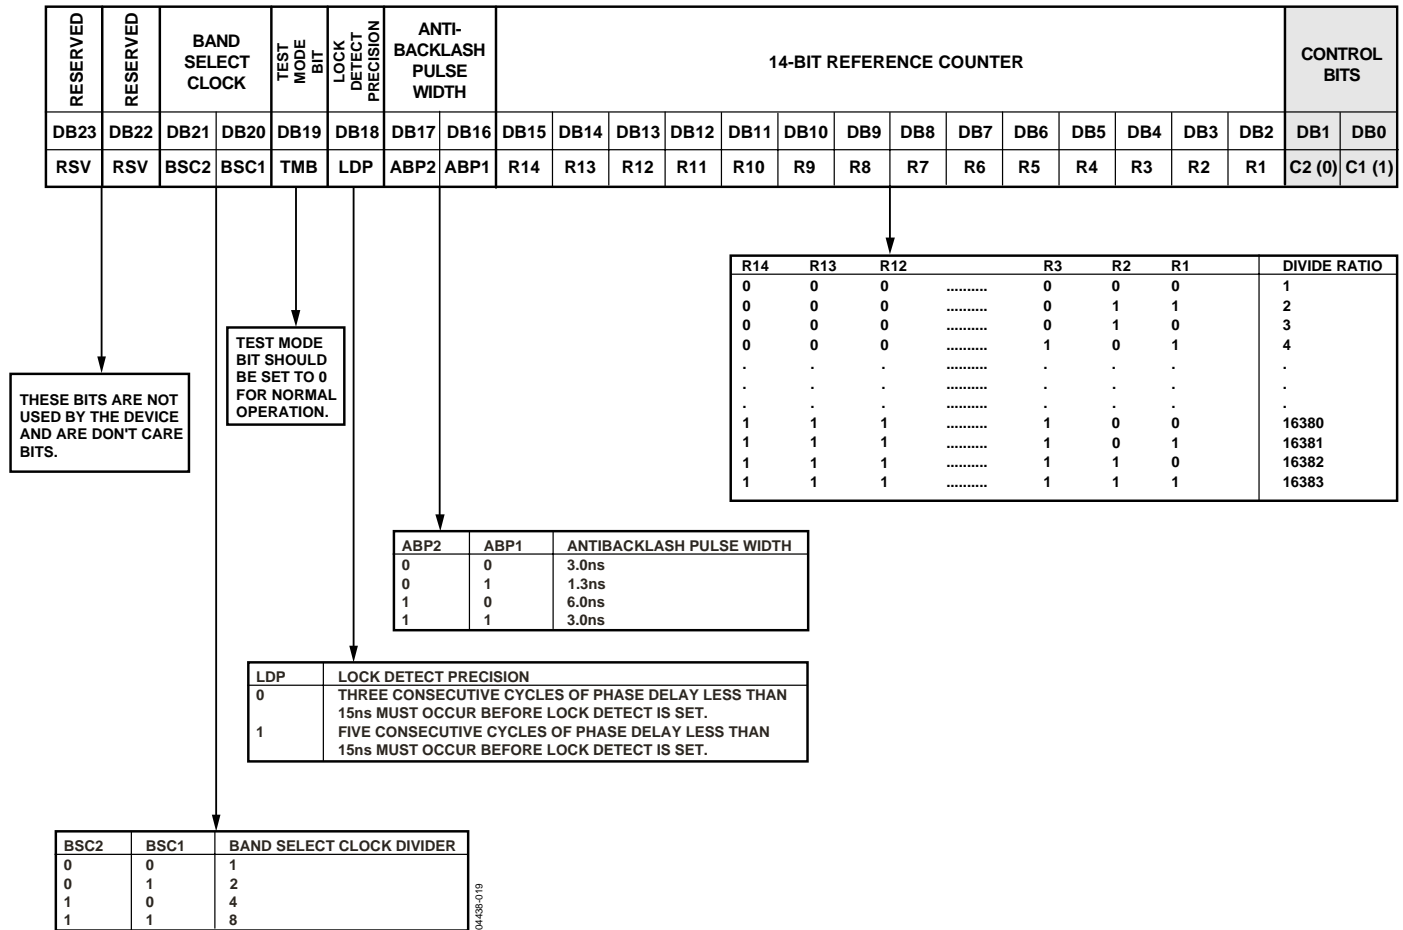 RESERVED
RESERVED
BAND
SELECT
CLOCK
TEST
MODE
BIT
LOCK
DETECT
PRECISION
ANTI-
BACKLASH
PULSE
WIDTH
14-BIT REFERENCE COUNTER
CONTROL
BITS
DB23 DB22 DB21 DB20 DB19 DB18 DB17 DB16 DB15 DB14 DB13 DB12 DB11 DB10 DB9 DB8 DB7 DB6 DB5 DB4 DB3 DB2 DB1 DB0
RSV RSV BSC2 BSC1 TMB LDP ABP2 ABP1 R14 R13 R12 R11 R10 R9 R8 R7 R6 R5 R4 R3 R2 R1 C2 (0) C1 (1)
R14 R13 R12 R3 R2 R1 DIVIDE RATIO
0 0 0 .......... 0 0 0 1
0 0 0 .......... 0 1 1 2
0 0 0 .......... 0 1 0 3
0 0 0 .......... 1 0 1 4
. . . .......... . . . .
. . . .......... . . . .
. . . .......... . . . .
1 1 1 .......... 1 0 0 16380
1 1 1 .......... 1 0 1 16381
1 1 1 .......... 1 1 0 16382
1 1 1 .......... 1 1 1 16383
TEST MODE
BIT SHOULD
BE SET TO 0
FOR NORMAL
OPERATION.
THESE BITS ARE NOT
USED BY THE DEVICE
AND ARE DON'T CARE
BITS.
ABP2 ABP1 ANTIBACKLASH PULSE WIDTH
0 0 3.0ns
0 1 1.3ns
1 0 6.0ns
1 1 3.0ns
LDP LOCK DETECT PRECISION
0 THREE CONSECUTIVE CYCLES OF PHASE DELAY LESS THAN
15ns MUST OCCUR BEFORE LOCK DETECT IS SET.
1 FIVE CONSECUTIVE CYCLES OF PHASE DELAY LESS THAN
15ns MUST OCCUR BEFORE LOCK DETECT IS SET.
BSC2 BSC1 BAND SELECT CLOCK DIVIDER
0 0 1
0 1 2
1 0 4
1 1 8
04438-019